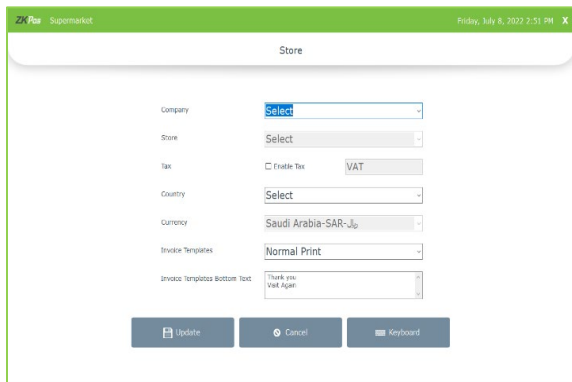 ZKPos Supermarket Friday, July 8, 2022 2:51 PM X
Store
Company Select
Store Select
Tax Enable Tax VAT
Country Select
Currency Saudi Arabia-SAR-﷼
Invoice Templates Normal Print
Invoice Templates Bottom Text Thank you
Visit Again
Update Cancel Keyboard